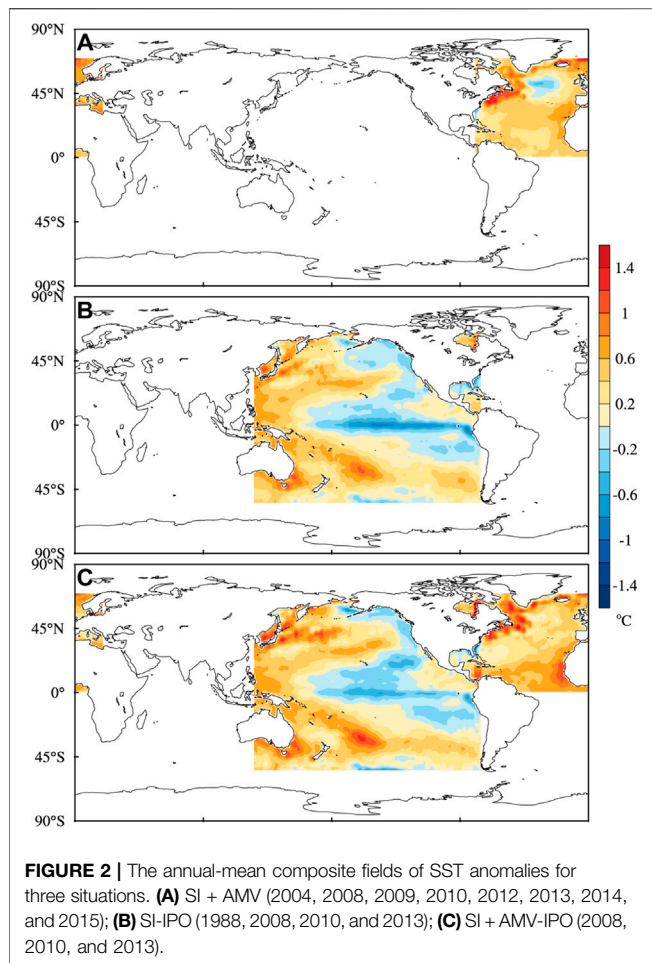 A
90°N
45°N
0°
45°S
90°S
B
90°N
45°N
0°
45°S
90°S
C
90°N
45°N
0°
45°S
90°S
1.4
1
0.6
0.2
-0.2
-0.6
-1
-1.4
°C
FIGURE 2 | The annual-mean composite fields of SST anomalies for
three situations. (A) SI + AMV (2004, 2008, 2009, 2010, 2012, 2013, 2014,
and 2015); (B) SI-IPO (1988, 2008, 2010, and 2013); (C) SI + AMV-IPO (2008,
2010, and 2013).